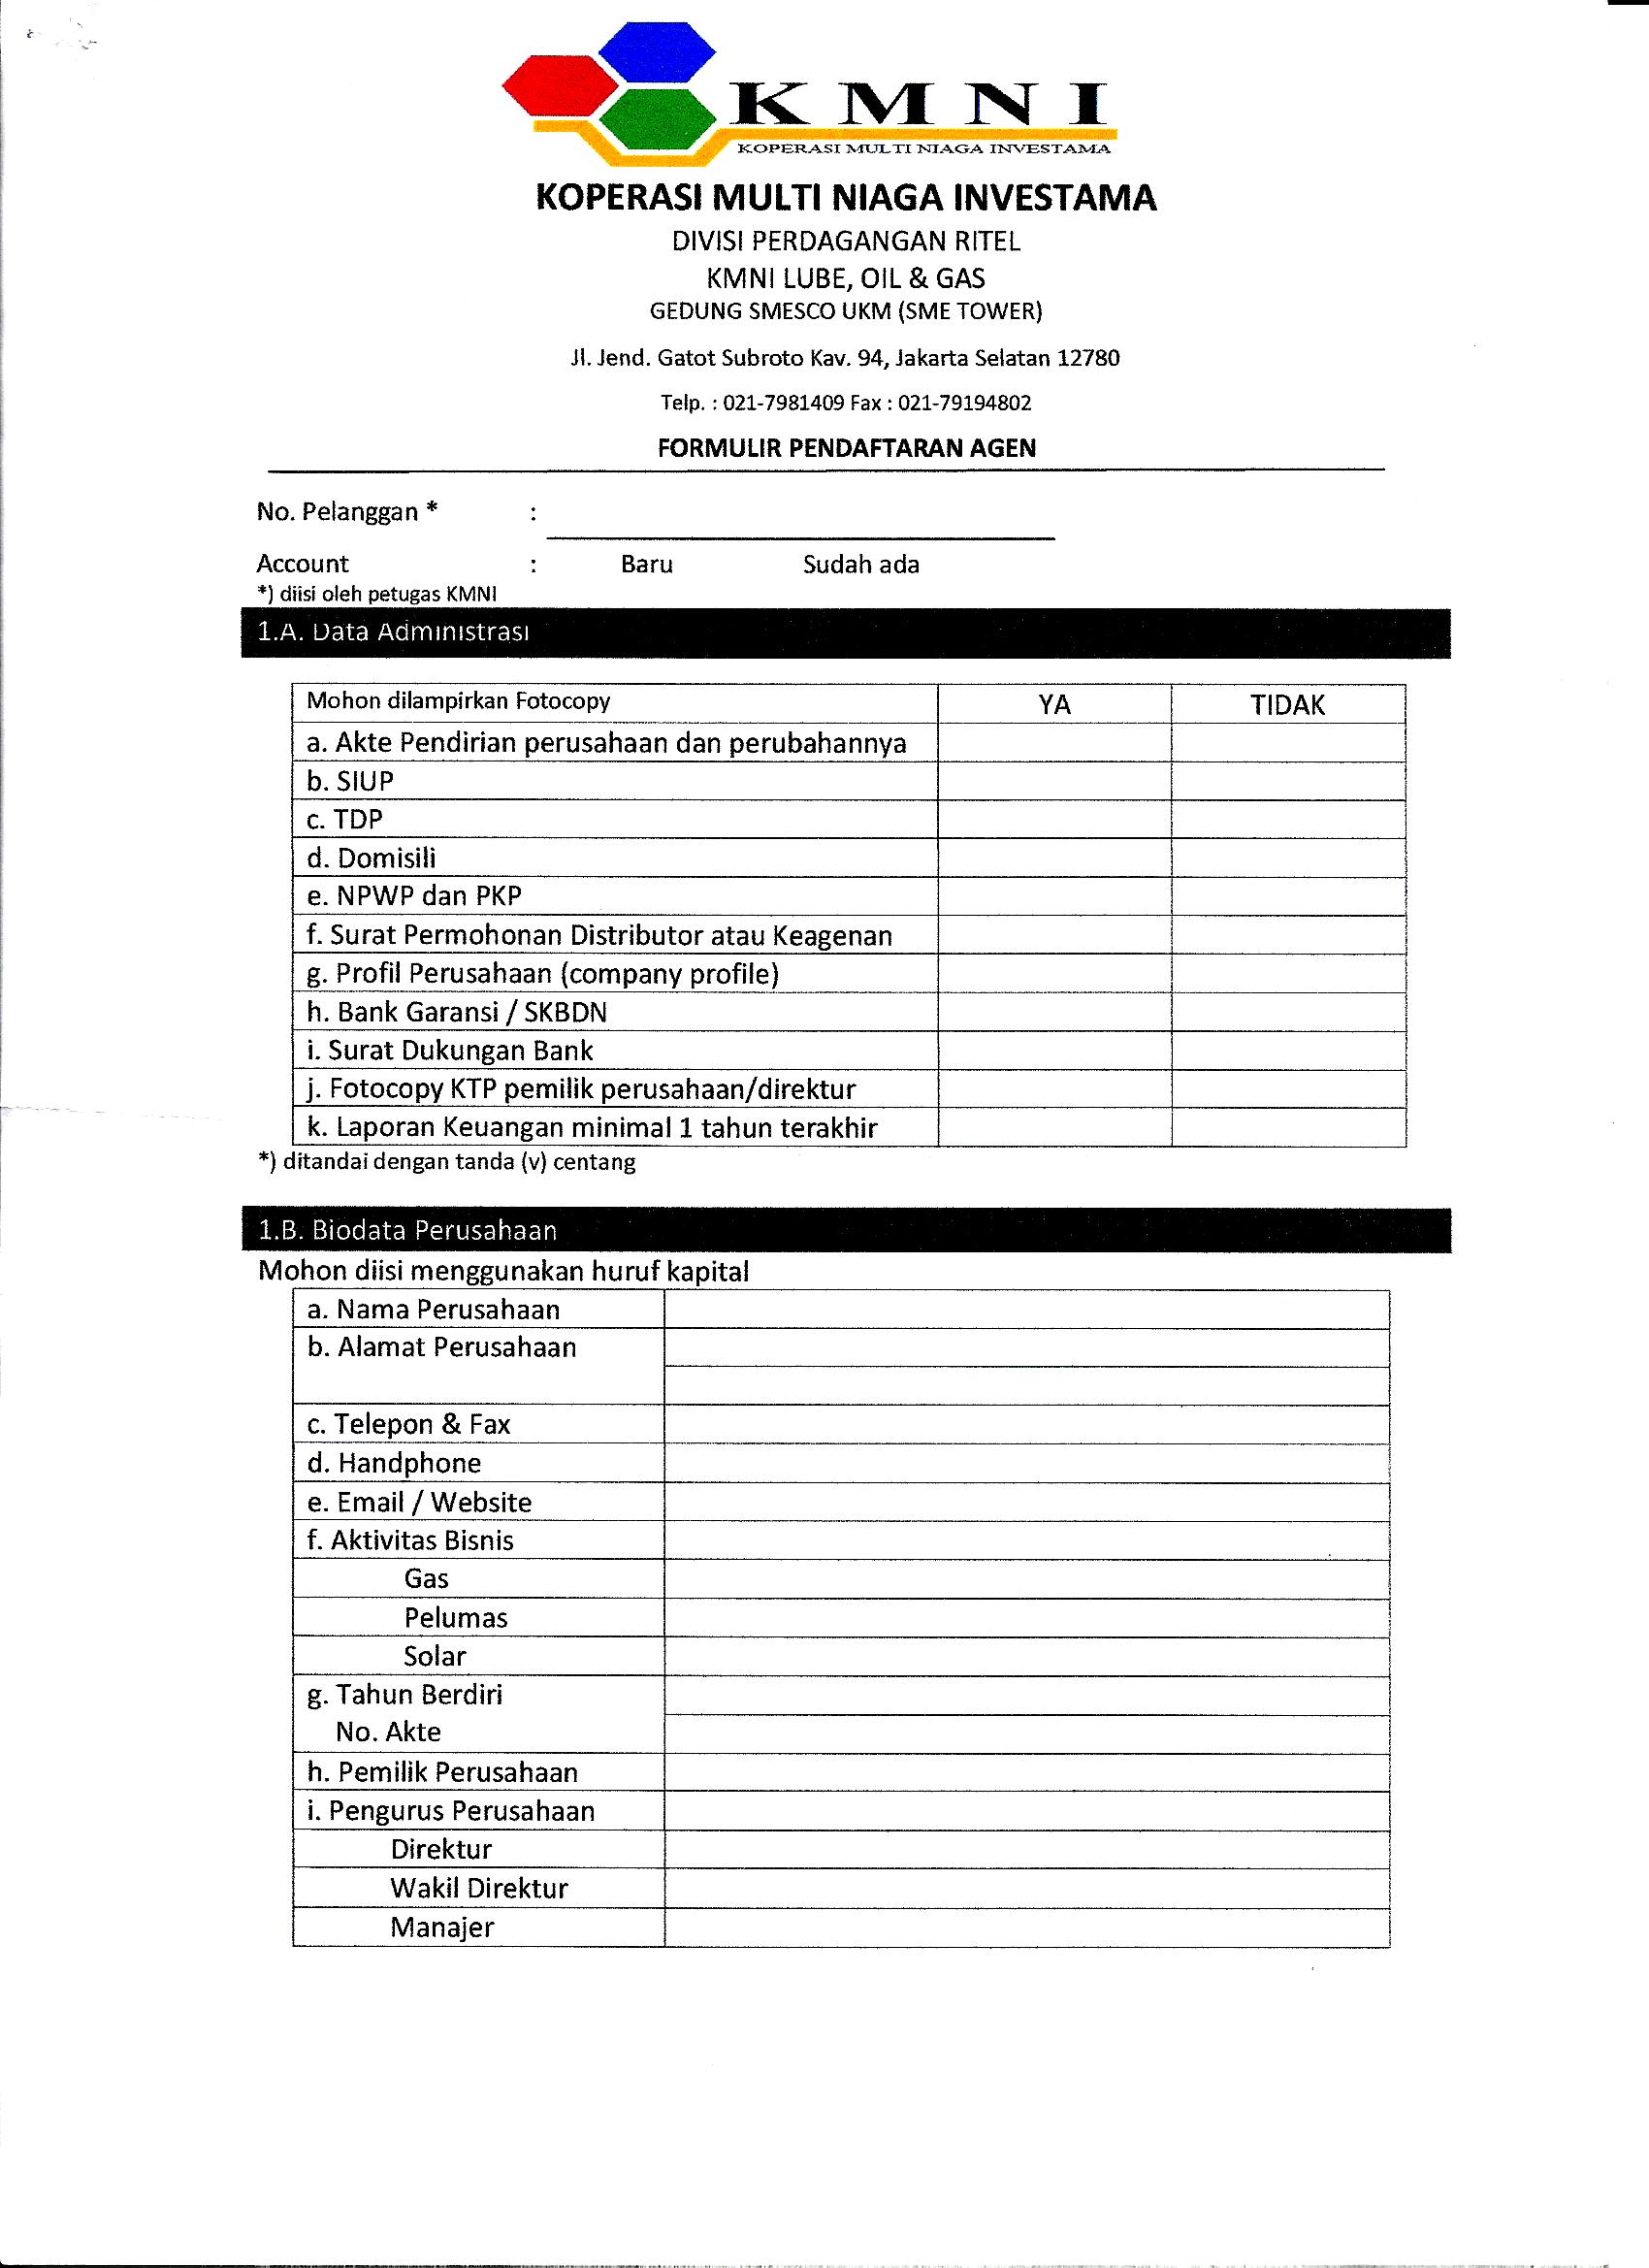 K M N I
KOPERASI MULTI NIAGA INVESTAMA
KOPERASI MULTI NIAGA INVESTAMA
DIVISI PERDAGANGAN RITEL
KMNI LUBE, OIL & GAS
GEDUNG SMESCO UKM (SME TOWER)
Jl. Jend. Gatot Subroto Kav. 94, Jakarta Selatan 12780
Telp. : 021-7981409 Fax : 021-79194802
FORMULIR PENDAFTARAN AGEN
No. Pelanggan * :
Account : Baru Sudah ada
*) diisi oleh petugas KMNI
1.A. Data Administrasi
Mohon dilampirkan Fotocopy YA TIDAK
a. Akte Pendirian perusahaan dan perubahannya
b. SIUP
c. TDP
d. Domisili
e. NPWP dan PKP
f. Surat Permohonan Distributor atau Keagenan
g. Profil Perusahaan (company profile)
h. Bank Garansi / SKBDN
i. Surat Dukungan Bank
j. Fotocopy KTP pemilik perusahaan/direktur
k. Laporan Keuangan minimal 1 tahun terakhir
*) ditandai dengan tanda (v) centang
1.B. Biodata Perusahaan
Mohon diisi menggunakan huruf kapital
a. Nama Perusahaan
b. Alamat Perusahaan
c. Telepon & Fax
d. Handphone
e. Email / Website
f. Aktivitas Bisnis
Gas
Pelumas
Solar
g. Tahun Berdiri
No. Akte
h. Pemilik Perusahaan
i. Pengurus Perusahaan
Direktur
Wakil Direktur
Manajer